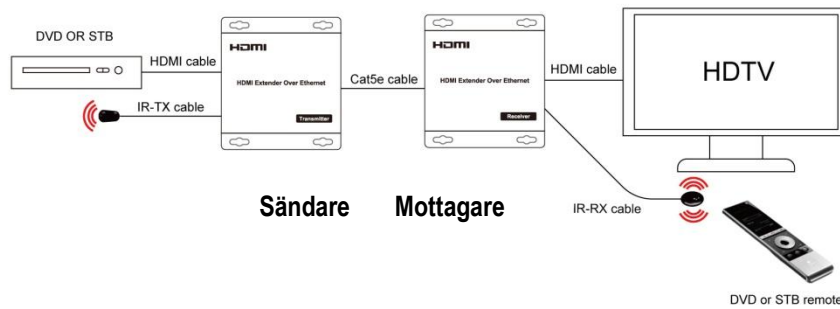 DVD OR STB
HDMI cable
IR-TX cable
HDMI
HDMI Extender Over Ethernet
Transmitter
Cat5e cable
HDMI
HDMI Extender Over Ethernet
Receiver
HDMI cable
HDTV
IR-RX cable
Sändare
Mottagare
DVD or STB remote